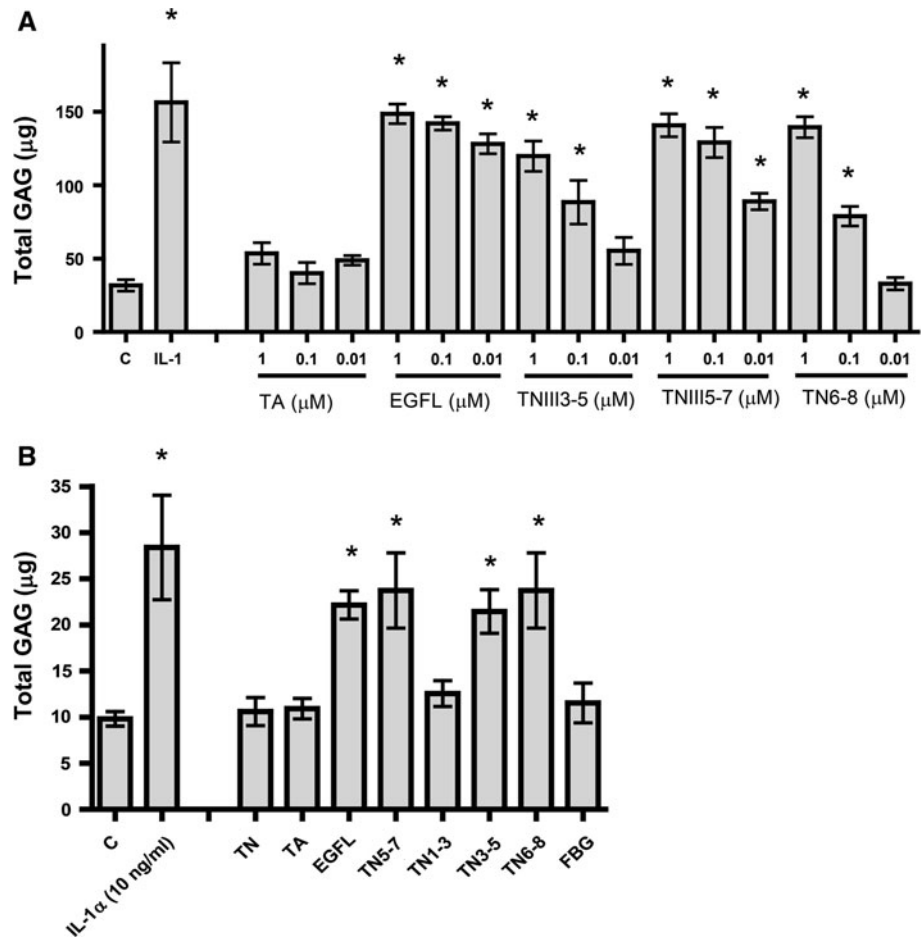 A
*
* * * * * * * * * *
Total GAG (μg)
150
100
50
0
C IL-1 1 0.1 0.01 1 0.1 0.01 1 0.1 0.01 1 0.1 0.01 1 0.1 0.01
TA (μM) EGFL (μM) TNIII3-5 (μM) TNIII5-7 (μM) TN6-8 (μM)
B
*
* * * *
Total GAG (μg)
35
30
25
20
15
10
5
0
C IL-1α (10 ng/ml) TN TA EGFL TN5-7 TN1-3 TN3-5 TN6-8 FBG